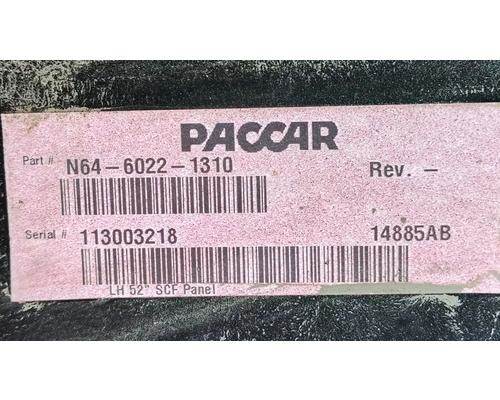 PACCAR
Part # N64-6022-1310 Rev. -
Serial # 113003218 14885AB
LH 52" SCF Panel